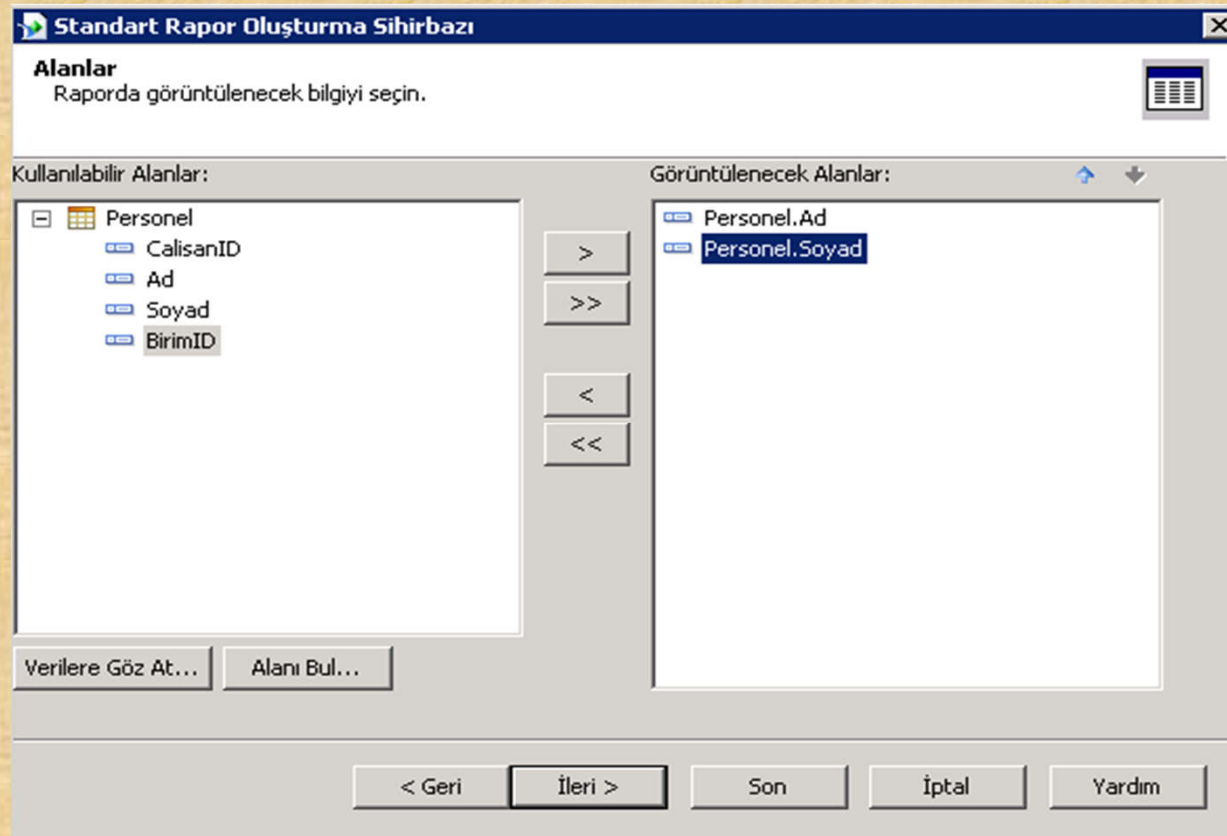 Standart Rapor Oluşturma Sihirbazı
Alanlar
Raporda görüntülenecek bilgiyi seçin.
Kullanılabilir Alanlar:
Görüntülenecek Alanlar:
Personel
CalisanID
Ad
Soyad
BirimID
>
>>
<
<<
Personel.Ad
Personel.Soyad
Verilere Göz At... Alanı Bul...
< Geri İleri > Son İptal Yardım